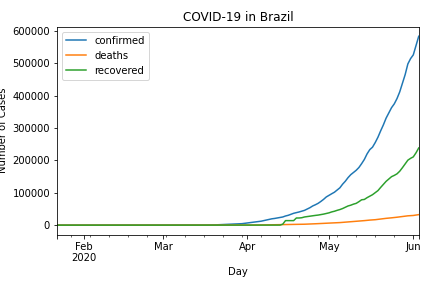 COVID-19 in Brazil
confirmed
deaths
recovered
600000
500000
400000
300000
200000
100000
0
Number of Cases
Feb
2020
Mar
Apr
May
Jun
Day